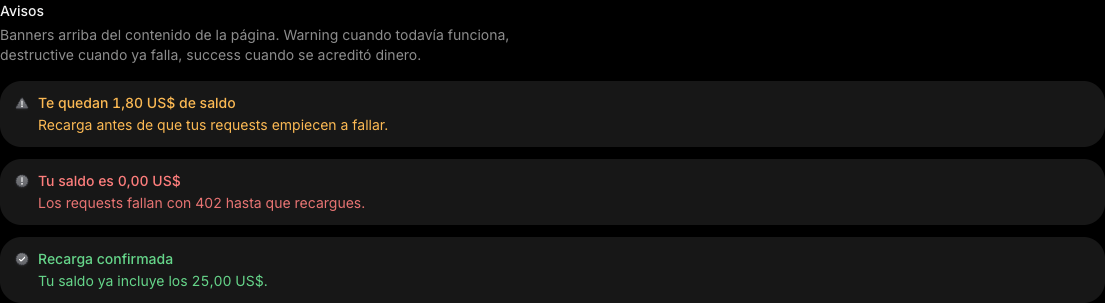 Avisos
Banners arriba del contenido de la página. Warning cuando todavía funciona,
destructive cuando ya falla, success cuando se acreditó dinero.
Te quedan 1,80 US$ de saldo
Recarga antes de que tus requests empiecen a fallar.
Tu saldo es 0,00 US$
Los requests fallan con 402 hasta que recargues.
Recarga confirmada
Tu saldo ya incluye los 25,00 US$.